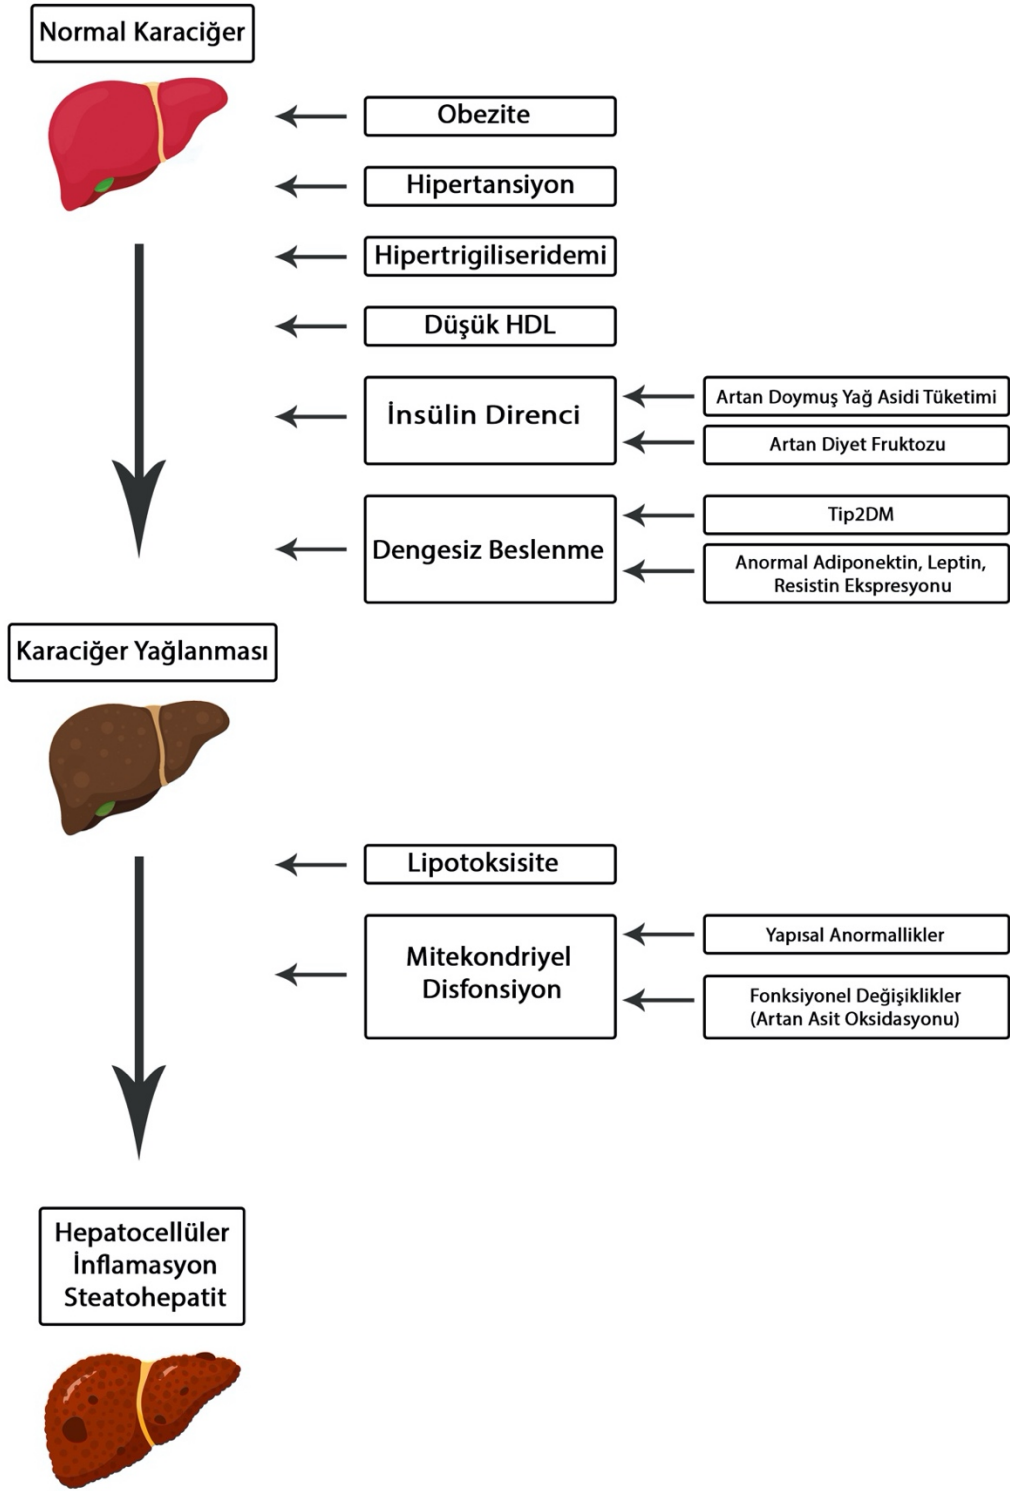 Normal Karaciğer
Obezite
Hipertansiyon
Hipertrigiliseridemi
Düşük HDL
İnsülin Direnci
Artan Doymuş Yağ Asidi Tüketimi
Artan Diyet Fruktozu
Dengesiz Beslenme
Tip2DM
Anormal Adiponektin, Leptin,
Resistin Ekspresyonu
Karaciğer Yağlanması
Lipotoksisite
Mitekondriyel
Disfonsiyon
Yapısal Anormallikler
Fonksiyonel Değişiklikler
(Artan Asit Oksidasyonu)
Hepatocellüler
İnflamasyon
Steatohepatit